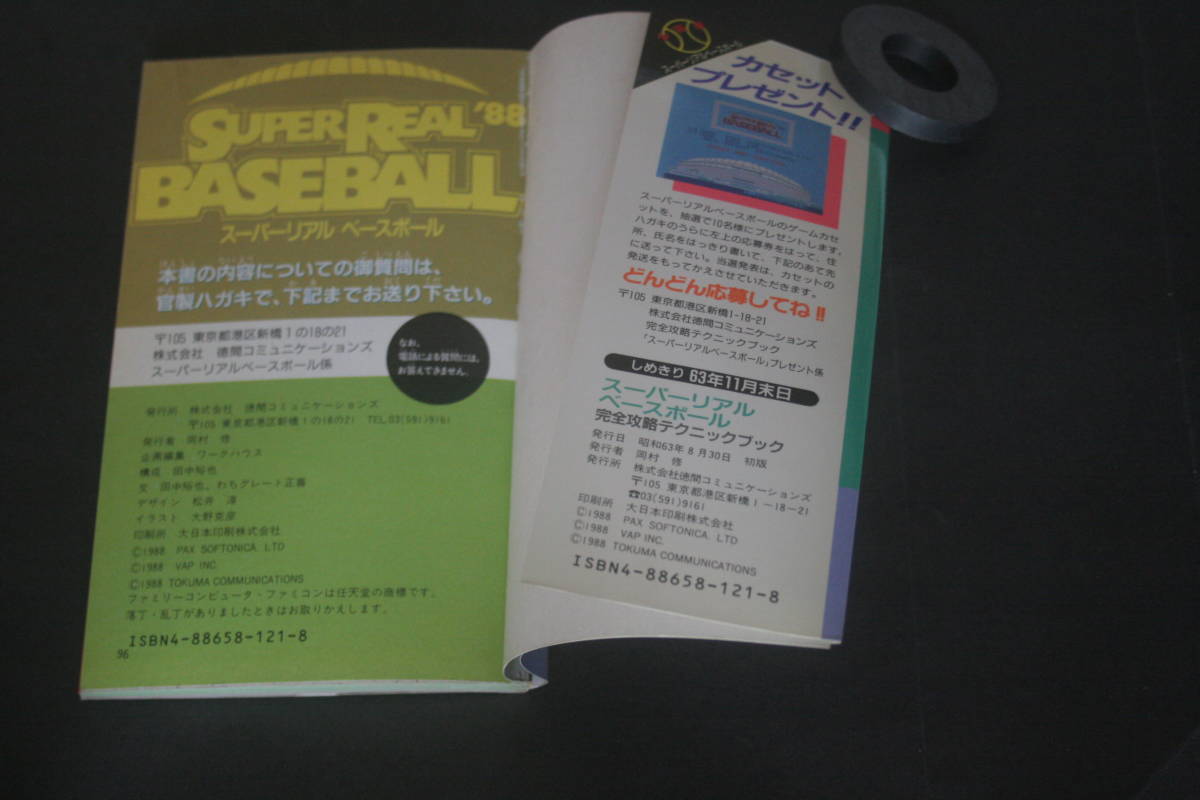 SUPER REAL '88
BASEBALL
スーパーリアル ベースボール
本書の内容についての御質問は、
官製ハガキで、下記までお送り下さい。
〒105 東京都港区新橋1の18の21
株式会社 徳間コミュニケーションズ
スーパーリアルベースボール係
なお、
電話による質問には、
お答えできません。
発行所 株式会社 徳間コミュニケーションズ
〒105 東京都港区新橋1の18の21 TEL,03(591)9161
発行者 岡村 修
企画編集 ワークハウス
構成 田中裕也
文 田中裕也、わちグレート正義
デザイン 松井 淳
イラスト 大野克彦
印刷所 大日本印刷株式会社
©1988 PAX SOFTONICA. LTD
©1988 VAP INC.
©1988 TOKUMA COMMUNICATIONS
ファミリーコンピュータ・ファミコンは任天堂の商標です。
落丁・乱丁がありましたときはお取りかえします。
ISBN4-88658-121-8
96
スーパーリアルベースボール
カセット
プレゼント!!
BASEBALL
スーパーリアルベースボールのゲームカセ
ットを、抽選で10名様にプレゼントします。
ハガキのうらに左上の応募券をはって、住
所、氏名をはっきり書いて、下記のあて先
に送って下さい。当選発表は、カセットの
発送をもってかえさせていただきます。
どんどん応募してね!!
〒105 東京都港区新橋1-18-21
株式会社徳間コミュニケーションズ
完全攻略テクニックブック
「スーパーリアルベースボール」プレゼント係
しめきり 63年11月末日
スーパーリアル
ベースボール
完全攻略テクニックブック
発行日 昭和63年8月30日 初版
発行者 岡村 修
発行所 株式会社徳間コミュニケーションズ
〒105 東京都港区新橋1-18-21
☎03(591)9161
印刷所 大日本印刷株式会社
©1988 PAX SOFTONICA. LTD
©1988 VAP INC.
©1988 TOKUMA COMMUNICATIONS
ISBN4-88658-121-8